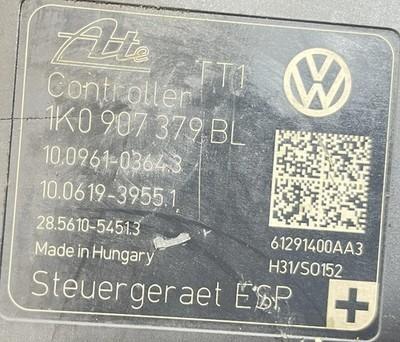 Ate
TT1
Controller
1K0 907 379 BL
10.0961-0364.3
10.0619-3955.1
28.5610-5451.3
Made in Hungary
61291400AA3
H31/S0152
Steuergeraet ESP